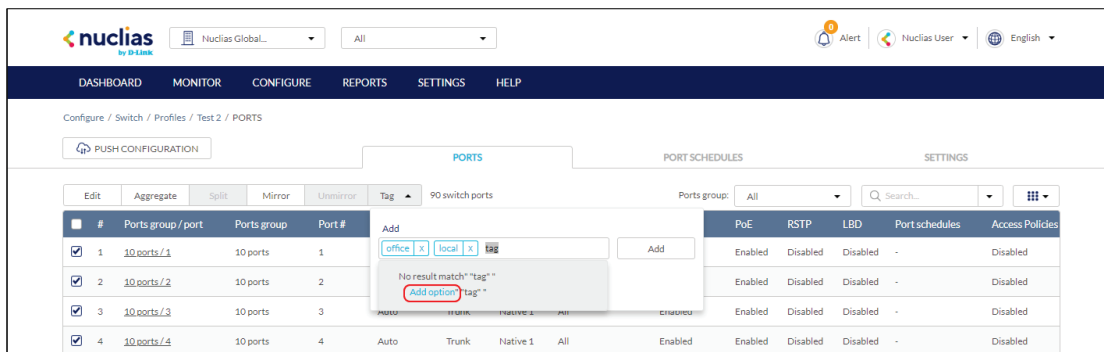 nuclias
by D-Link
Nuclias Global...
All
0
Alert
Nuclias User
English
DASHBOARD MONITOR CONFIGURE REPORTS SETTINGS HELP
Configure / Switch / Profiles / Test 2 / PORTS
PUSH CONFIGURATION
PORTS PORT SCHEDULES SETTINGS
Edit Aggregate Split Mirror Unmirror Tag 90 switch ports Ports group: All Search...
# Ports group / port Ports group Port # PoE RSTP LBD Port schedules Access Policies
Add
office x local x tag Add
No result match" "tag" "
Add option" "tag" "
1 10 ports / 1 10 ports 1 Enabled Disabled Disabled - Disabled
2 10 ports / 2 10 ports 2 Enabled Disabled Disabled - Disabled
3 10 ports / 3 10 ports 3 Auto Trunk Native 1 All Enabled Enabled Disabled Disabled - Disabled
4 10 ports / 4 10 ports 4 Auto Trunk Native 1 All Enabled Enabled Disabled Disabled - Disabled